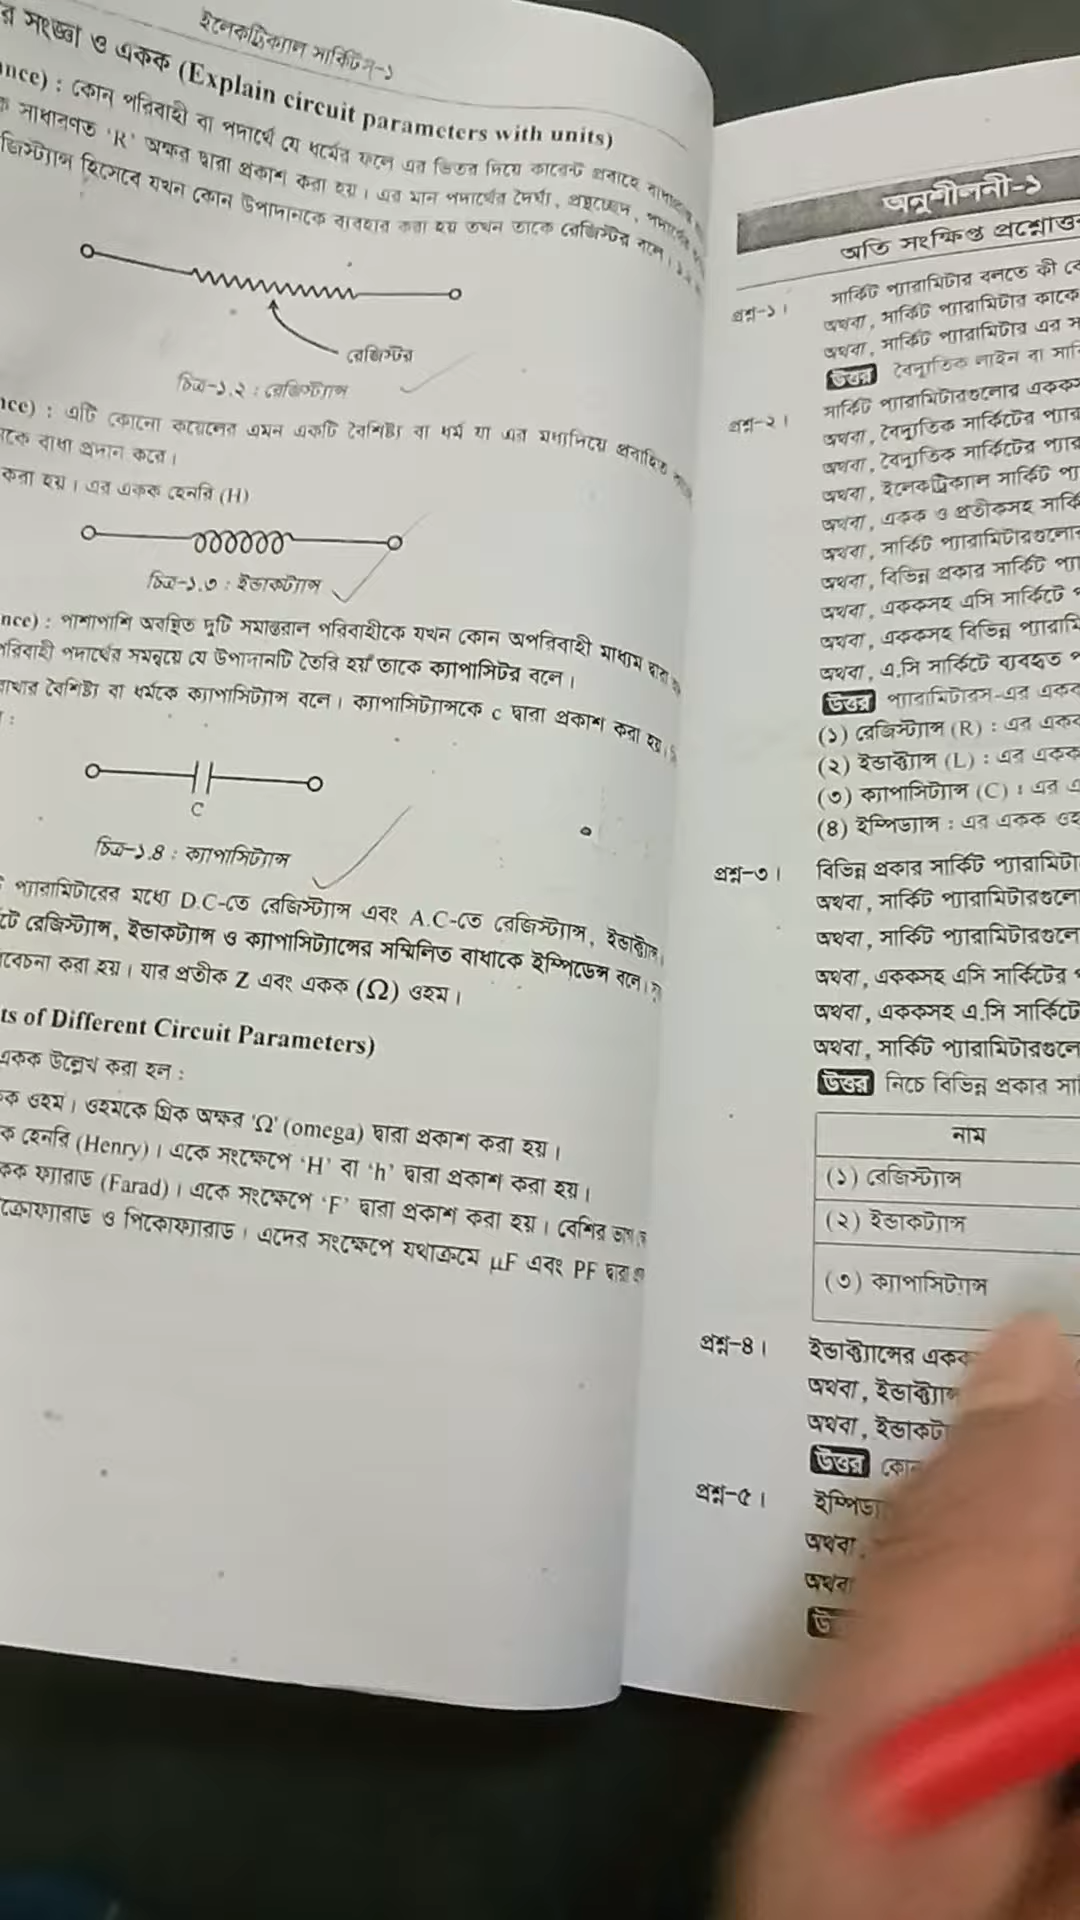 ইলেকট্রিক্যাল সার্কিটস-১
র সংজ্ঞা ও একক (Explain circuit parameters with units)
ance) : কোন পরিবাহী বা পদার্থে যে ধর্মের ফলে এর ভিতর দিয়ে কারেন্ট প্রবাহে
ক সাধারণত ‘R’ অক্ষর দ্বারা প্রকাশ করা হয়। এর মান পদার্থের দৈর্ঘ্য, প্রস্থচ্ছেদ,
জিস্ট্যান্স হিসেবে যখন কোন উপাদানকে ব্যবহার করা হয় তখন তাকে রেজিস্টর বলে।
রেজিস্টর
চিত্র-১.২ : রেজিস্ট্যান্স
nce) : এটি কোনো কয়েলের এমন একটি বৈশিষ্ট্য বা ধর্ম যা এর মধ্যদিয়ে প্রবাহিত
কে বাধা প্রদান করে।
করা হয়। এর একক হেনরি (H)
চিত্র-১.৩ : ইন্ডাকট্যান্স
nce) : পাশাপাশি অবস্থিত দুটি সমান্তরাল পরিবাহীকে যখন কোন অপরিবাহী মাধ্যম দ্বারা
পরিবাহী পদার্থের সমন্বয়ে যে উপাদানটি তৈরি হয় তাকে ক্যাপাসিটর বলে।
রাখার বৈশিষ্ট্য বা ধর্মকে ক্যাপাসিট্যান্স বলে। ক্যাপাসিট্যান্সকে c দ্বারা প্রকাশ করা হয়।
:
C
চিত্র-১.৪ : ক্যাপাসিট্যান্স
প্যারামিটারের মধ্যে D.C-তে রেজিস্ট্যান্স এবং A.C-তে রেজিস্ট্যান্স,
টে রেজিস্ট্যান্স, ইন্ডাকট্যান্স ও ক্যাপাসিট্যান্সের সম্মিলিত বাধাকে ইম্পিডেন্স বলে।
বেচনা করা হয়। যার প্রতীক Z এবং একক (Ω) ওহম।
ts of Different Circuit Parameters)
একক উল্লেখ করা হল :
ক ওহম। ওহমকে গ্রিক অক্ষর ‘Ω’ (omega) দ্বারা প্রকাশ করা হয়।
ক হেনরি (Henry)। একে সংক্ষেপে ‘H’ বা ‘h’ দ্বারা প্রকাশ করা হয়।
কক ফ্যারাড (Farad)। একে সংক্ষেপে ‘F’ দ্বারা প্রকাশ করা হয়। বেশির ভাগ
ক্রোফ্যারাড ও পিকোফ্যারাড। এদের সংক্ষেপে যথাক্রমে μF এবং PF দ্বারা
অনুশীলনী-১
অতি সংক্ষিপ্ত প্রশ্নোত্ত
প্রশ্ন-১। সার্কিট প্যারামিটার বলতে কী
অথবা, সার্কিট প্যারামিটার কাকে
অথবা, সার্কিট প্যারামিটার এর স
উত্তর বৈদ্যুতিক লাইন বা সা
প্রশ্ন-২। সার্কিট প্যারামিটারগুলোর একক
অথবা, বৈদ্যুতিক সার্কিটের প্যার
অথবা, বৈদ্যুতিক সার্কিটের প্যার
অথবা, ইলেকট্রিক্যাল সার্কিট প্য
অথবা, একক ও প্রতীকসহ সার্কি
অথবা, সার্কিট প্যারামিটারগুলোর
অথবা, বিভিন্ন প্রকার সার্কিট প্যা
অথবা, এককসহ এসি সার্কিটে
অথবা, এককসহ বিভিন্ন প্যারামি
অথবা, এ.সি সার্কিটে ব্যবহৃত
উত্তর প্যারামিটারস-এর একক
(১) রেজিস্ট্যান্স (R) : এর একক
(২) ইন্ডাক্ট্যান্স (L) : এর একক
(৩) ক্যাপাসিট্যান্স (C) : এর এ
(৪) ইম্পিড্যান্স : এর একক ওহ
প্রশ্ন-৩। বিভিন্ন প্রকার সার্কিট প্যারামিটা
অথবা, সার্কিট প্যারামিটারগুলো
অথবা, সার্কিট প্যারামিটারগুলে
অথবা, এককসহ এসি সার্কিটের
অথবা, এককসহ এ.সি সার্কিটে
অথবা, সার্কিট প্যারামিটারগুলে
উত্তর নিচে বিভিন্ন প্রকার সা
নাম
(১) রেজিস্ট্যান্স
(২) ইন্ডাকট্যান্স
(৩) ক্যাপাসিট্যান্স
প্রশ্ন-৪। ইন্ডাক্ট্যান্সের একক
অথবা, ইন্ডাক্ট্যান
অথবা, ইন্ডাকট্য
উত্তর কোন
প্রশ্ন-৫। ইম্পিড্যা
অথবা,
অথবা
উ